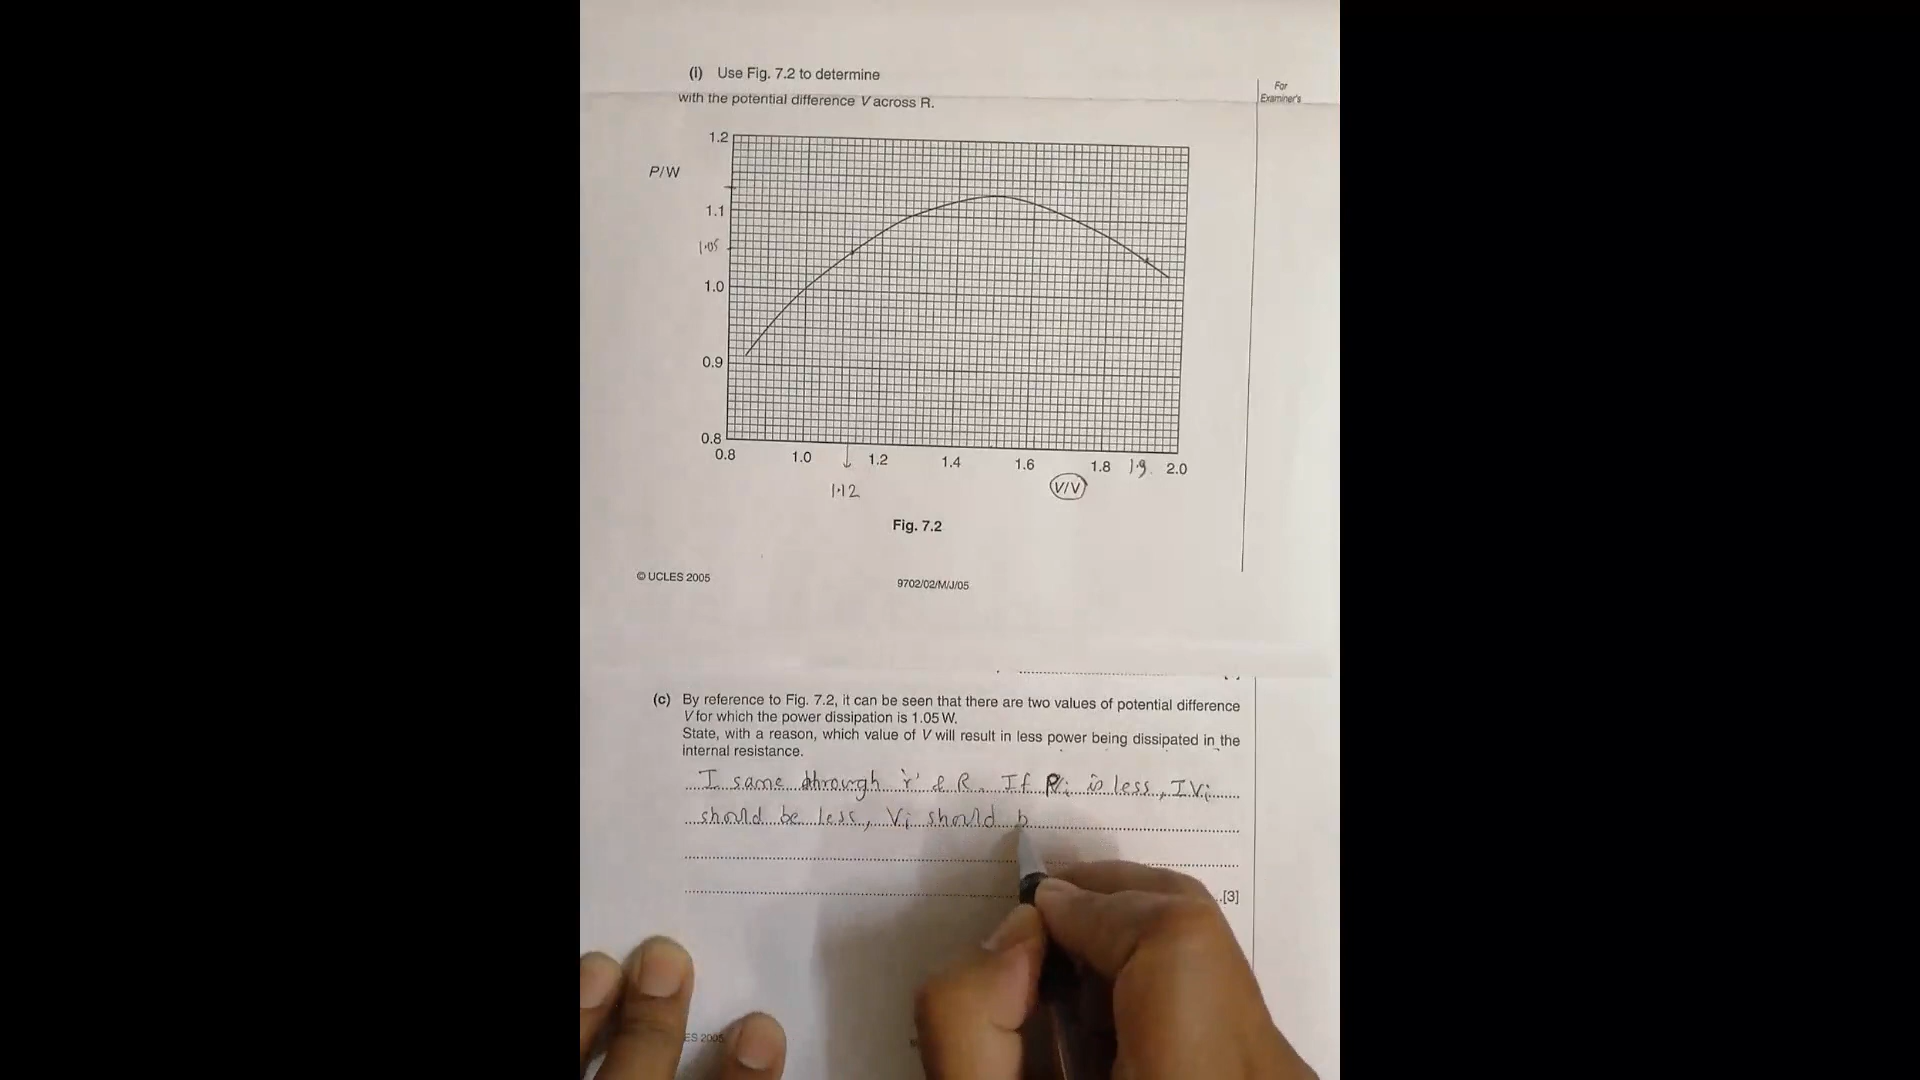 (i) Use Fig. 7.2 to determine
For
Examiner's
with the potential difference V across R.
1.2
P/W
1.1
1.05
1.0
0.9
0.8
0.8 1.0 1.2 1.4 1.6 1.8 1.9 2.0
1.12
V/V
Fig. 7.2
© UCLES 2005
9702/02/M/J/05
(c) By reference to Fig. 7.2, it can be seen that there are two values of potential difference
V for which the power dissipation is 1.05 W.
State, with a reason, which value of V will result in less power being dissipated in the
internal resistance.
I same through 'r' & R. If Pi is less, IVi
should be less, Vi should b
[3]
ES 2005